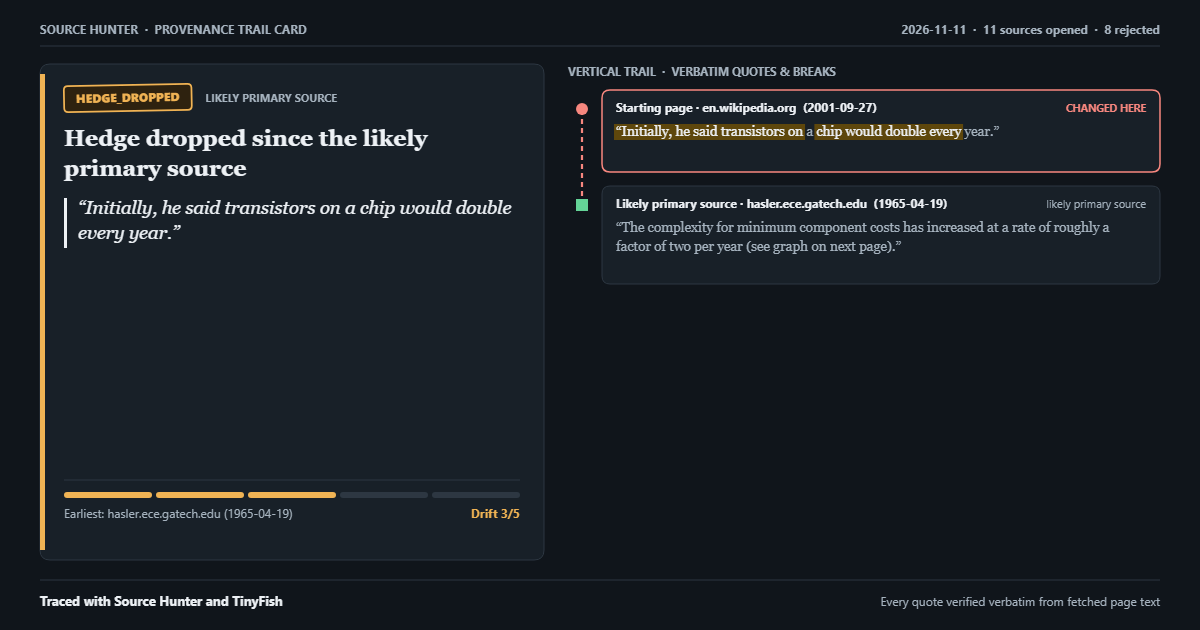 SOURCE HUNTER · PROVENANCE TRAIL CARD
2026-11-11 · 11 sources opened · 8 rejected
HEDGE_DROPPED
LIKELY PRIMARY SOURCE
Hedge dropped since the likely
primary source
“Initially, he said transistors on a chip would double
every year.”
Earliest: hasler.ece.gatech.edu (1965-04-19)
Drift 3/5
VERTICAL TRAIL · VERBATIM QUOTES & BREAKS
Starting page · en.wikipedia.org (2001-09-27)
CHANGED HERE
“Initially, he said transistors on a chip would double every year.”
Likely primary source · hasler.ece.gatech.edu (1965-04-19)
likely primary source
“The complexity for minimum component costs has increased at a rate of roughly a
factor of two per year (see graph on next page).”
Traced with Source Hunter and TinyFish
Every quote verified verbatim from fetched page text